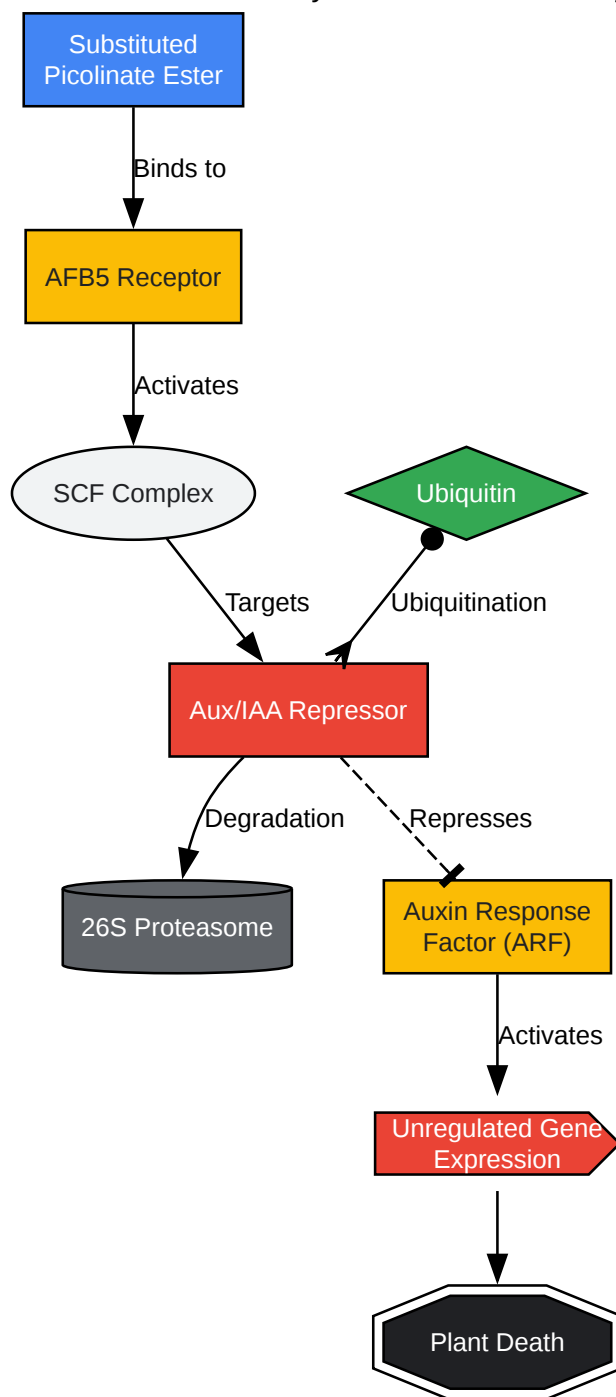 Substituted
Picolinate Ester
Binds to
AFB5 Receptor
Activates
SCF Complex
Ubiquitin
Targets
Ubiquitination
Aux/IAA Repressor
Degradation
Represses
26S Proteasome
Auxin Response
Factor (ARF)
Activates
Unregulated Gene
Expression
Plant Death